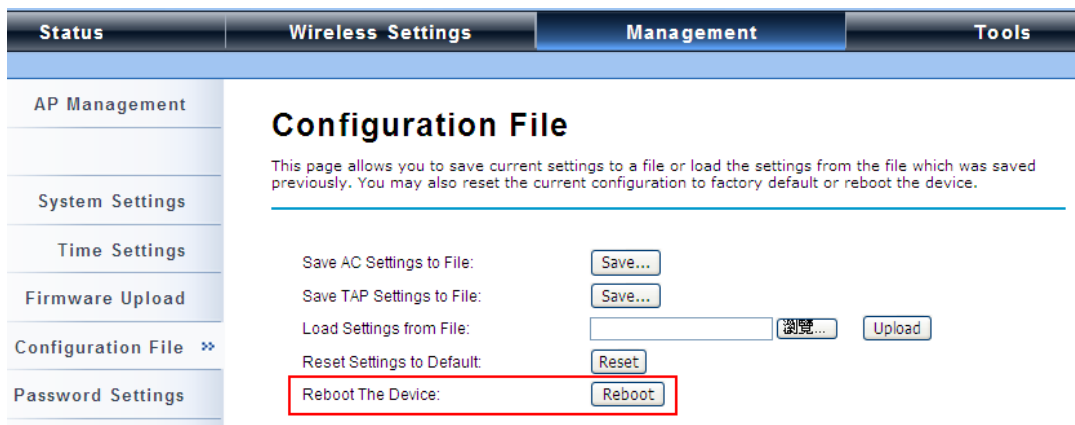 Status Wireless Settings Management Tools
AP Management
System Settings
Time Settings
Firmware Upload
Configuration File »
Password Settings
Configuration File
This page allows you to save current settings to a file or load the settings from the file which was saved
previously. You may also reset the current configuration to factory default or reboot the device.
Save AC Settings to File: Save...
Save TAP Settings to File: Save...
Load Settings from File: 瀏覽... Upload
Reset Settings to Default: Reset
Reboot The Device: Reboot